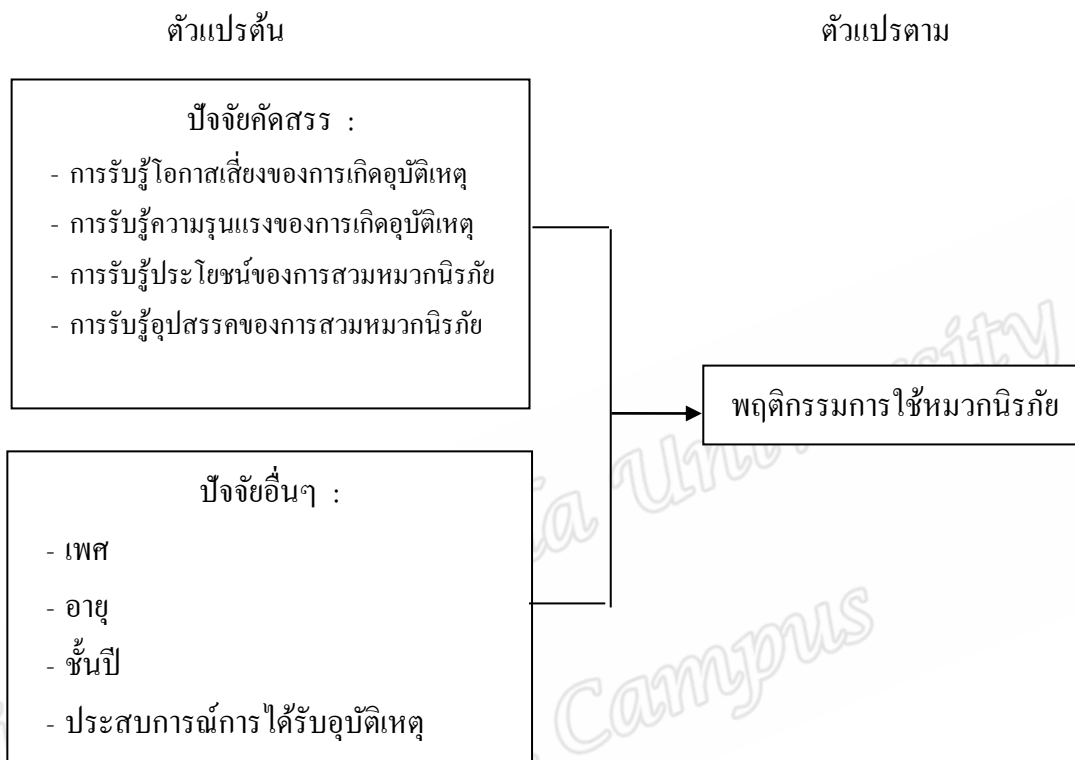 ตัวแปรต้น
ตัวแปรตาม
ปัจจัยคัดสรร :
- การรับรู้โอกาสเสี่ยงของการเกิดอุบัติเหตุ
- การรับรู้ความรุนแรงของการเกิดอุบัติเหตุ
- การรับรู้ประโยชน์ของการสวมหมวกนิรภัย
- การรับรู้อุปสรรคของการสวมหมวกนิรภัย
พฤติกรรมการใช้หมวกนิรภัย
ปัจจัยอื่นๆ :
- เพศ
- อายุ
- ชั้นปี
- ประสบการณ์การได้รับอุบัติเหตุ
Campus